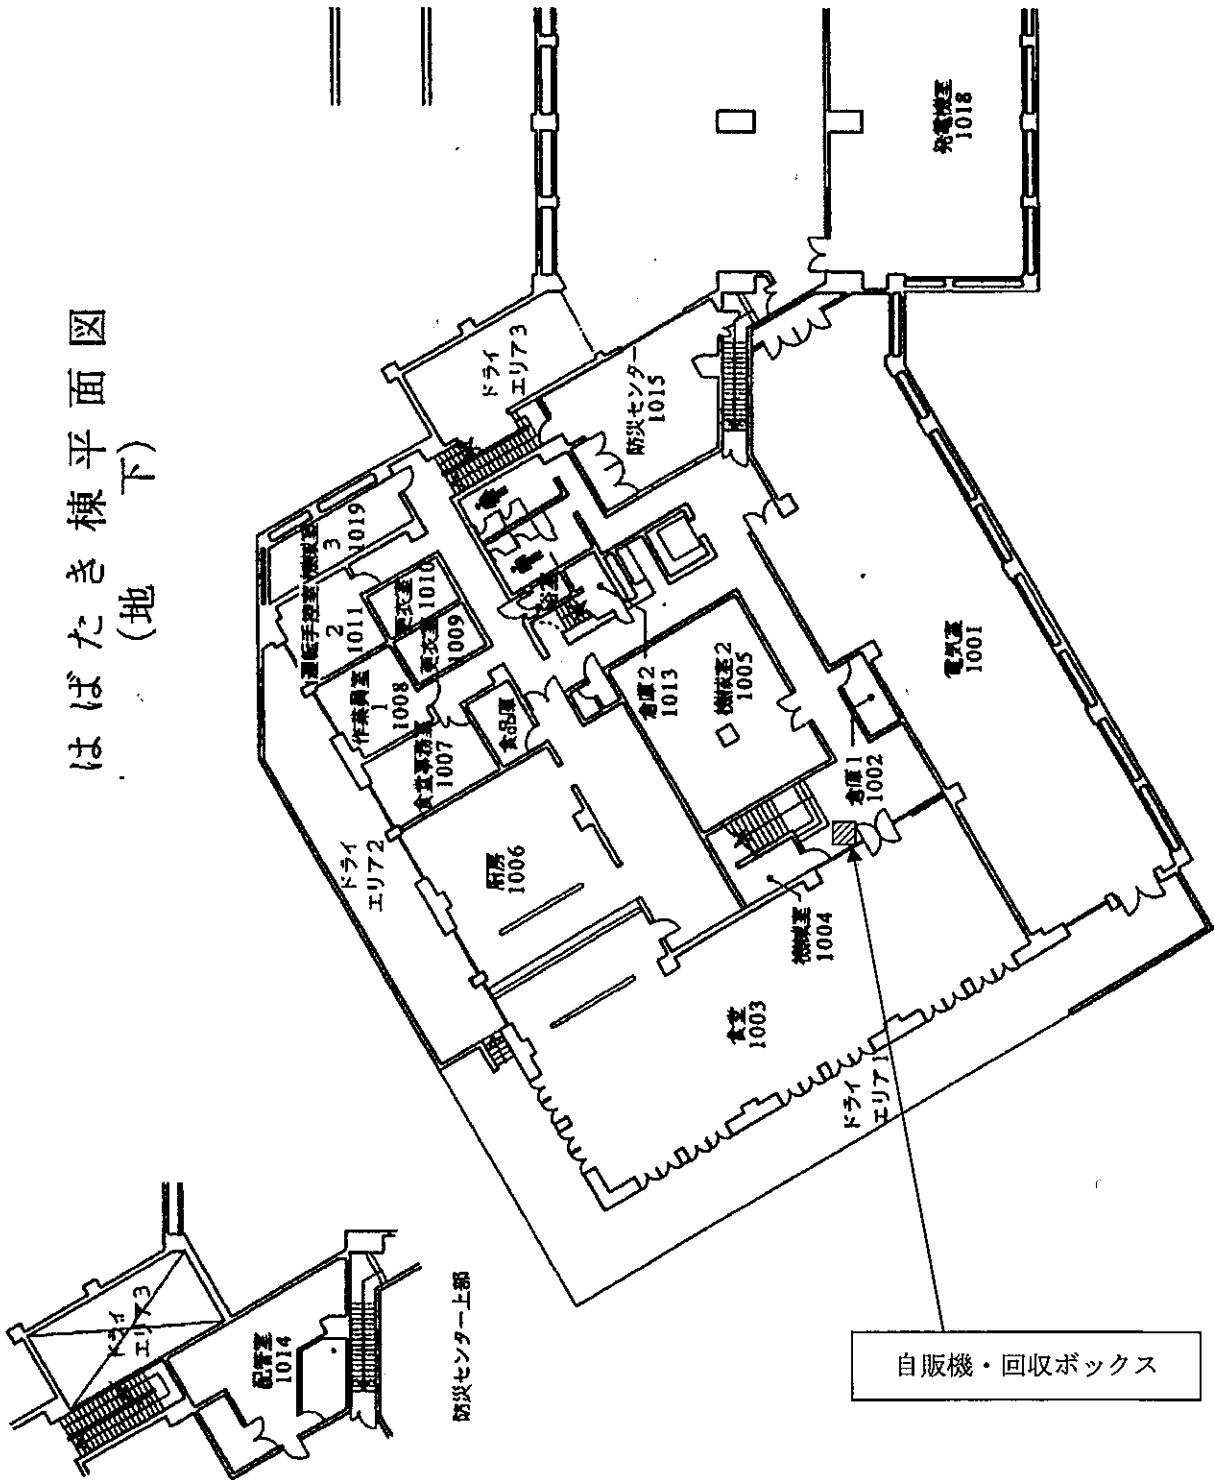 はばたき棟平面図
(地下)
ドライ
エリア3
防災センター
1015
発電機室
1018
機械室
3
1019
運転手控室
2
1011
更衣室
1010
更衣室
1009
作業員室
1
1008
食堂事務室
1007
食品庫
浴室
倉庫2
1013
機械室2
1005
電気室
1001
倉庫1
1002
ドライ
エリア2
厨房
1006
機械室
1004
食堂
1003
ドライ
エリア1
ドライ
エリア3
配管室
1014
防災センター上部
自販機・回収ボックス